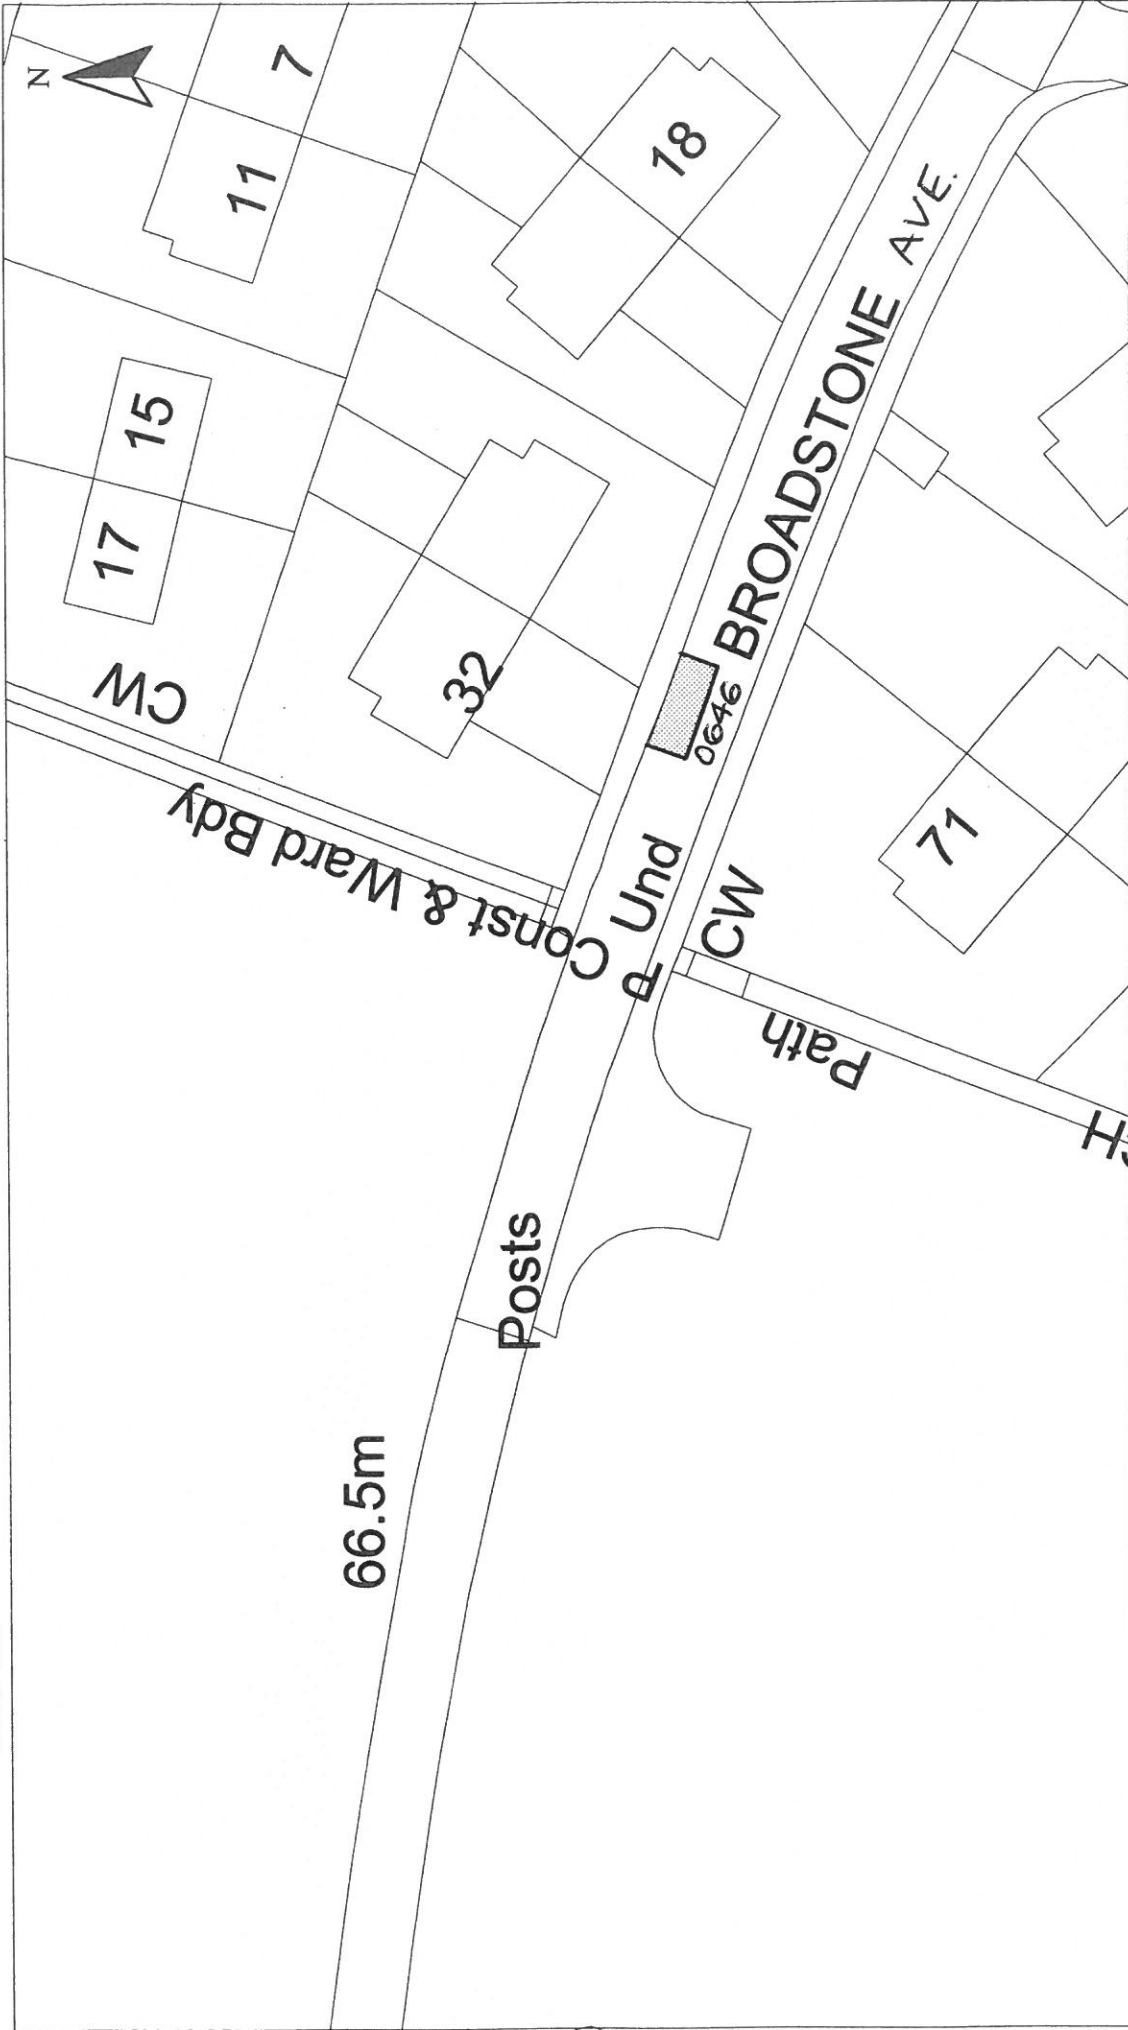 N
7
11
15
17
CW
18
32
Const & Ward Bdy
BROADSTONE AVE.
0646
Und
CW
71
Path
Posts
66.5m